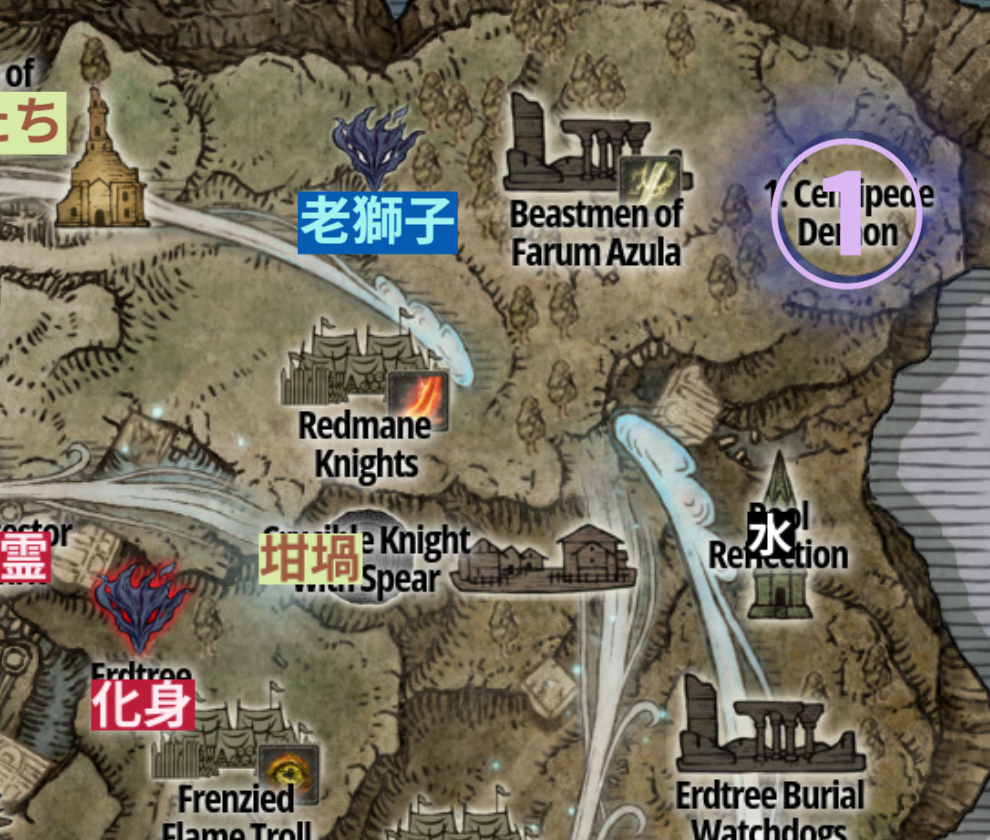 of
たち
老獅子
Beastmen of
Farum Azula
1. Centipede
Demon
1
Redmane
Knights
Knight
坩堝
with Spear
霊
水
Reflection
Erdtree
化身
Frenzied
Flame Troll
Erdtree Burial
Watchdogs